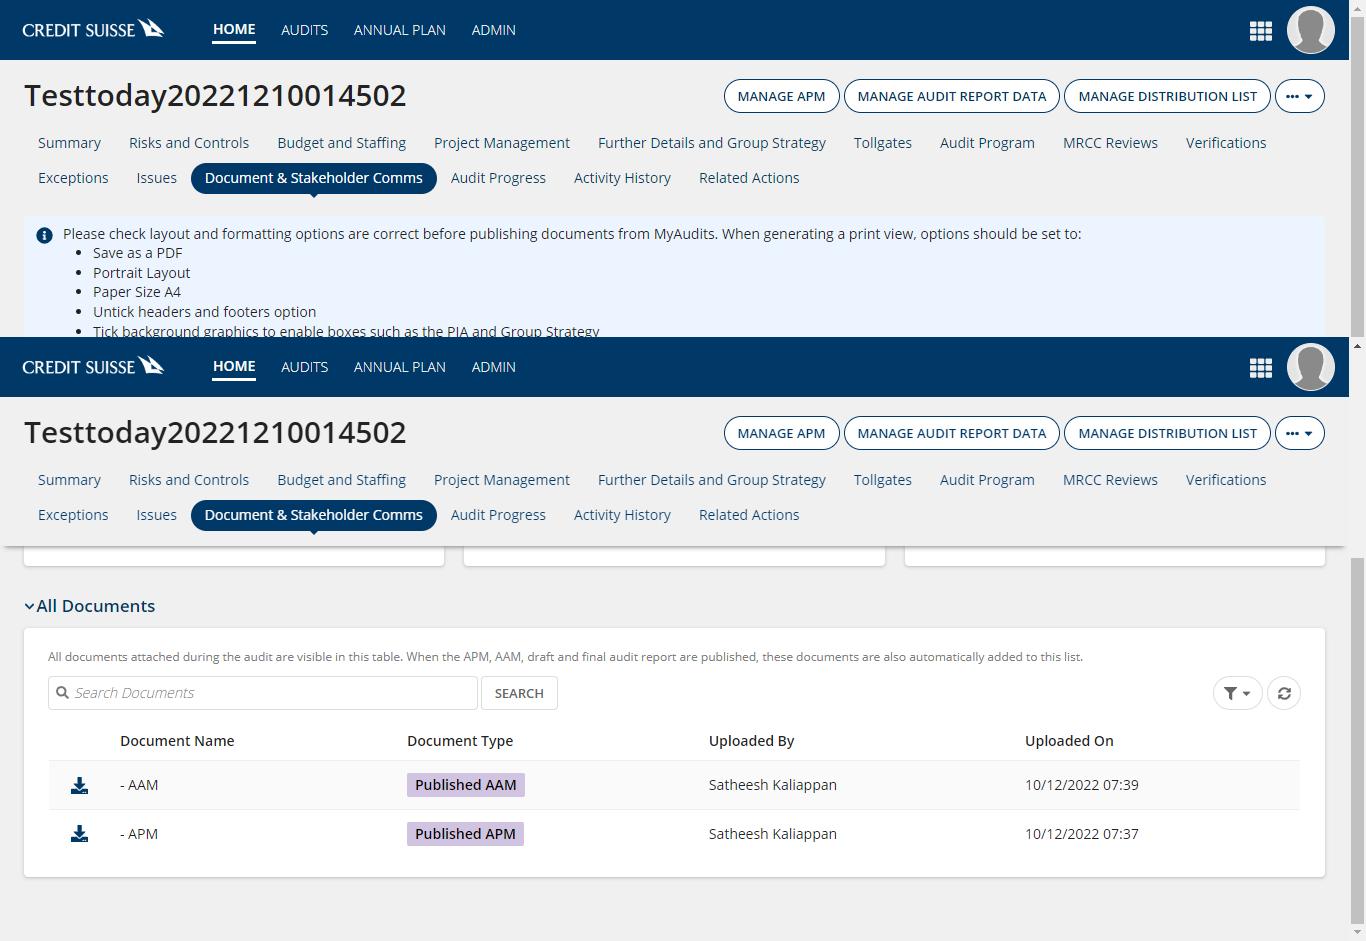 CREDIT SUISSE HOME AUDITS ANNUAL PLAN ADMIN
Testtoday20221210014502 MANAGE APM MANAGE AUDIT REPORT DATA MANAGE DISTRIBUTION LIST
Summary Risks and Controls Budget and Staffing Project Management Further Details and Group Strategy Tollgates Audit Program MRCC Reviews Verifications
Exceptions Issues Document & Stakeholder Comms Audit Progress Activity History Related Actions
Please check layout and formatting options are correct before publishing documents from MyAudits. When generating a print view, options should be set to:
• Save as a PDF
• Portrait Layout
• Paper Size A4
• Untick headers and footers option
• Tick background graphics to enable boxes such as the PIA and Group Strategy
CREDIT SUISSE HOME AUDITS ANNUAL PLAN ADMIN
Testtoday20221210014502 MANAGE APM MANAGE AUDIT REPORT DATA MANAGE DISTRIBUTION LIST
Summary Risks and Controls Budget and Staffing Project Management Further Details and Group Strategy Tollgates Audit Program MRCC Reviews Verifications
Exceptions Issues Document & Stakeholder Comms Audit Progress Activity History Related Actions
All Documents
All documents attached during the audit are visible in this table. When the APM, AAM, draft and final audit report are published, these documents are also automatically added to this list.
Search Documents SEARCH
Document Name Document Type Uploaded By Uploaded On
- AAM Published AAM Satheesh Kaliappan 10/12/2022 07:39
- APM Published APM Satheesh Kaliappan 10/12/2022 07:37